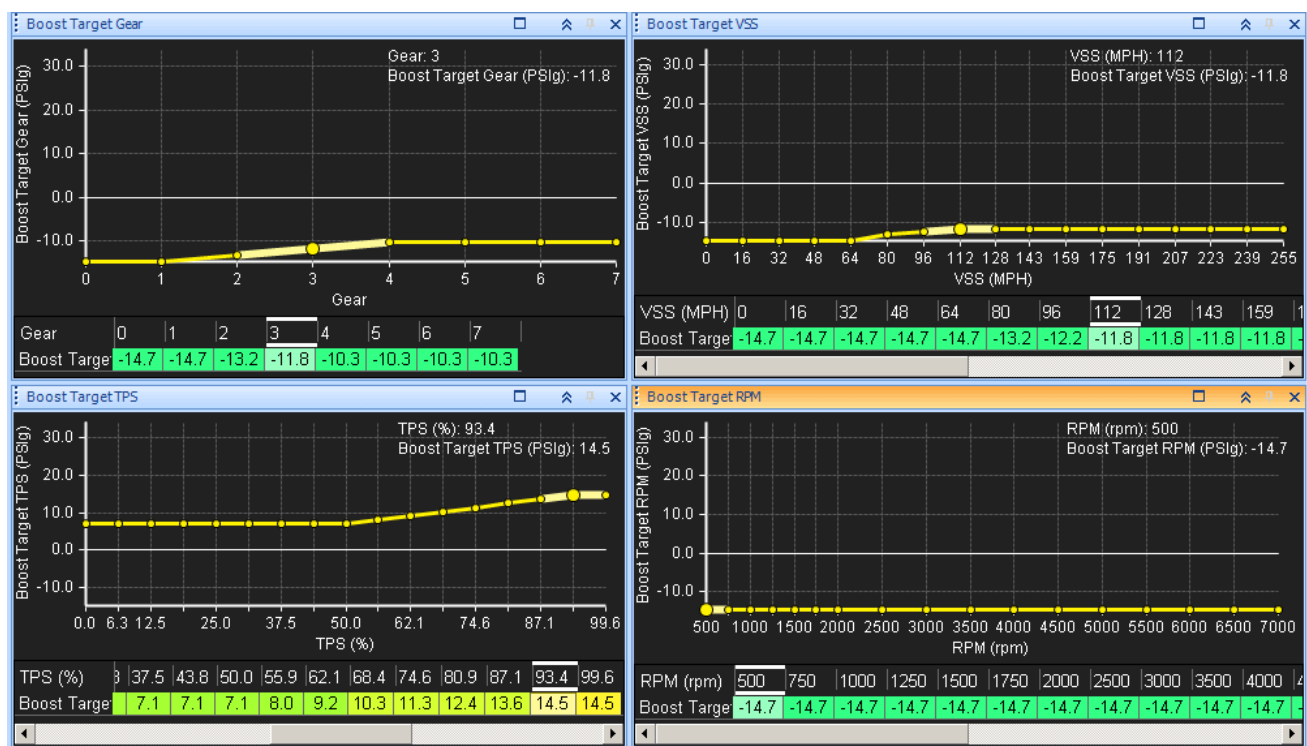 Boost Target Gear
Gear: 3
Boost Target Gear (PSIg): -11.8
Boost Target Gear (PSIg)
30.0
20.0
10.0
0.0
-10.0
0 1 2 3 4 5 6 7
Gear
Gear 0 1 2 3 4 5 6 7
Boost Targe -14.7 -14.7 -13.2 -11.8 -10.3 -10.3 -10.3 -10.3
Boost Target VSS
VSS (MPH): 112
Boost Target VSS (PSIg): -11.8
Boost Target VSS (PSIg)
30.0
20.0
10.0
0.0
-10.0
0 16 32 48 64 80 96 112 128 143 159 175 191 207 223 239 255
VSS (MPH)
VSS (MPH) 0 16 32 48 64 80 96 112 128 143 159 1
Boost Targe -14.7 -14.7 -14.7 -14.7 -14.7 -13.2 -12.2 -11.8 -11.8 -11.8 -11.8 -
Boost Target TPS
TPS (%): 93.4
Boost Target TPS (PSIg): 14.5
Boost Target TPS (PSIg)
30.0
20.0
10.0
0.0
-10.0
0.0 6.3 12.5 25.0 37.5 50.0 62.1 74.6 87.1 99.6
TPS (%)
TPS (%) 37.5 43.8 50.0 55.9 62.1 68.4 74.6 80.9 87.1 93.4 99.6
Boost Targe 7.1 7.1 7.1 8.0 9.2 10.3 11.3 12.4 13.6 14.5 14.5
Boost Target RPM
RPM (rpm): 500
Boost Target RPM (PSIg): -14.7
Boost Target RPM (PSIg)
30.0
20.0
10.0
0.0
-10.0
500 1000 1500 2000 2500 3000 3500 4000 4500 5000 5500 6000 6500 7000
RPM (rpm)
RPM (rpm) 500 750 1000 1250 1500 1750 2000 2500 3000 3500 4000 4
Boost Targe -14.7 -14.7 -14.7 -14.7 -14.7 -14.7 -14.7 -14.7 -14.7 -14.7 -14.7 -